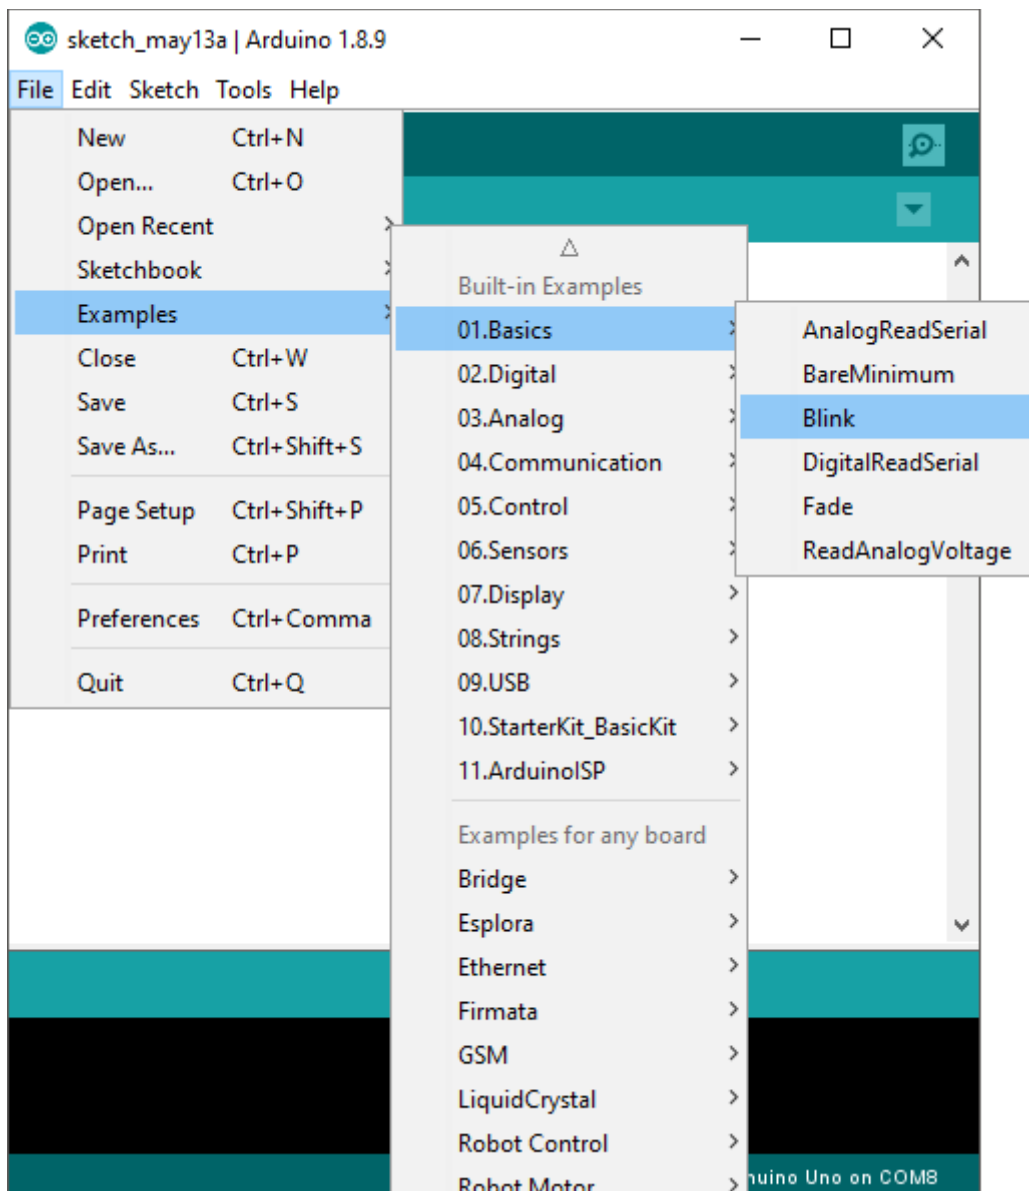 sketch_may13a | Arduino 1.8.9
File Edit Sketch Tools Help
New Ctrl+N
Open... Ctrl+O
Open Recent
Sketchbook
Examples
Close Ctrl+W
Save Ctrl+S
Save As... Ctrl+Shift+S
Page Setup Ctrl+Shift+P
Print Ctrl+P
Preferences Ctrl+Comma
Quit Ctrl+Q
Built-in Examples
01.Basics
02.Digital
03.Analog
04.Communication
05.Control
06.Sensors
07.Display
08.Strings
09.USB
10.StarterKit_BasicKit
11.ArduinoISP
Examples for any board
Bridge
Esplora
Ethernet
Firmata
GSM
LiquidCrystal
Robot Control
Robot Motor
AnalogReadSerial
BareMinimum
Blink
DigitalReadSerial
Fade
ReadAnalogVoltage
Uno on COM8